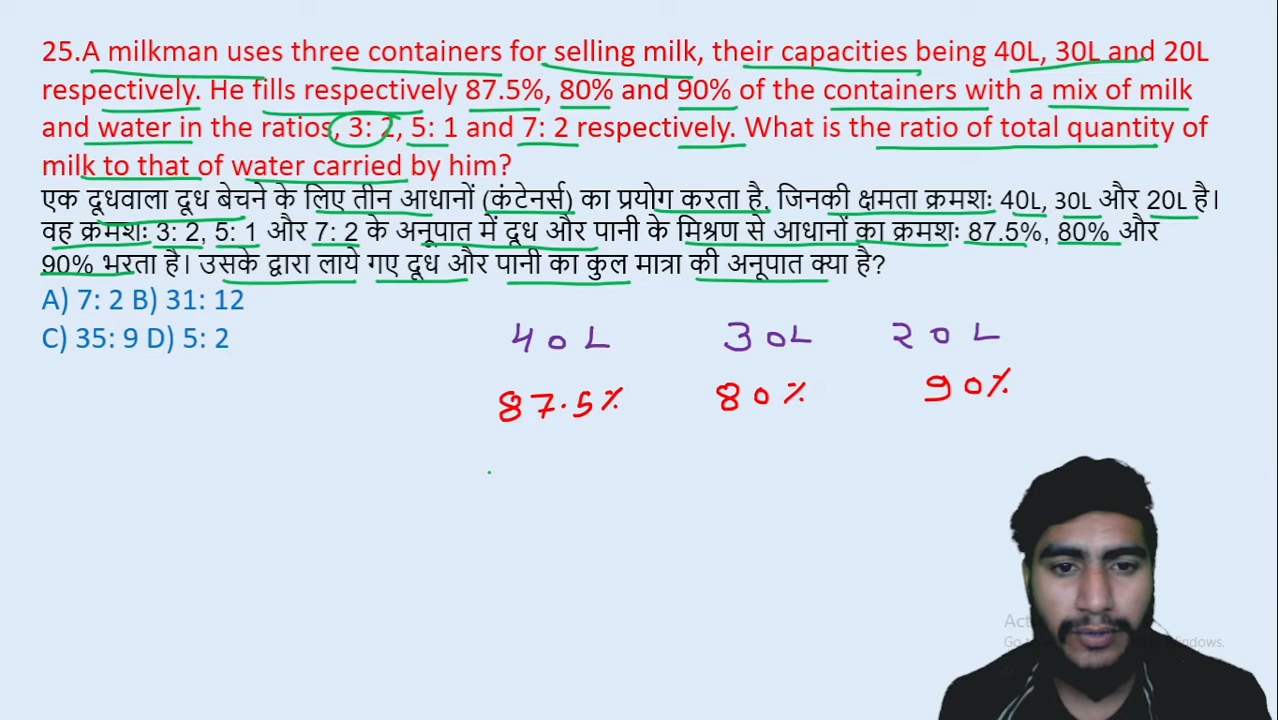 25.A milkman uses three containers for selling milk, their capacities being 40L, 30L and 20L
respectively. He fills respectively 87.5%, 80% and 90% of the containers with a mix of milk
and water in the ratios, 3: 2, 5: 1 and 7: 2 respectively. What is the ratio of total quantity of
milk to that of water carried by him?
एक दूधवाला दूध बेचने के लिए तीन आधानों (कंटेनर्स) का प्रयोग करता है, जिनकी क्षमता क्रमशः 40L, 30L और 20L है।
वह क्रमशः 3: 2, 5: 1 और 7: 2 के अनूपात में दूध और पानी के मिश्रण से आधानों का क्रमशः 87.5%, 80% और
90% भरता है। उसके द्वारा लाये गए दूध और पानी का कुल मात्रा की अनूपात क्या है?
A) 7: 2 B) 31: 12
C) 35: 9 D) 5: 2
40L 30L 20L
87.5% 80% 90%